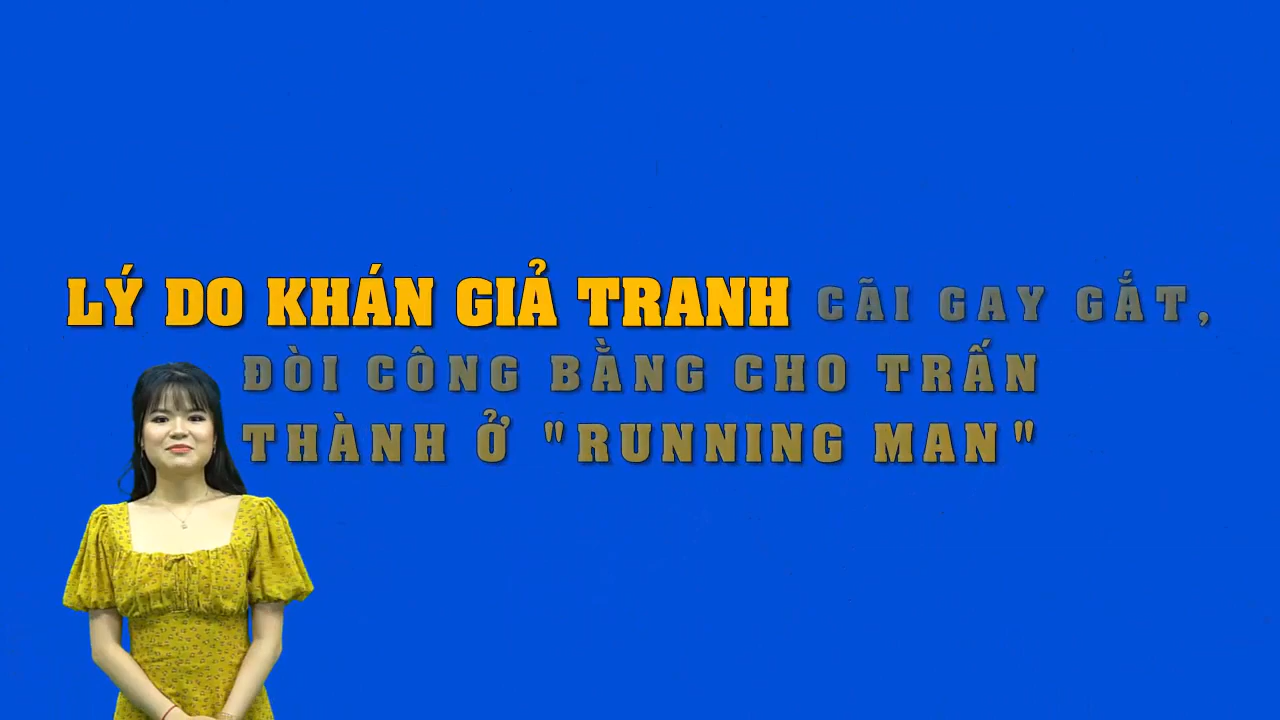 LÝ DO KHÁN GIẢ TRANH CÃI GAY GẮT,
ĐÒI CÔNG BẰNG CHO TRẤN
THÀNH Ở "RUNNING MAN"